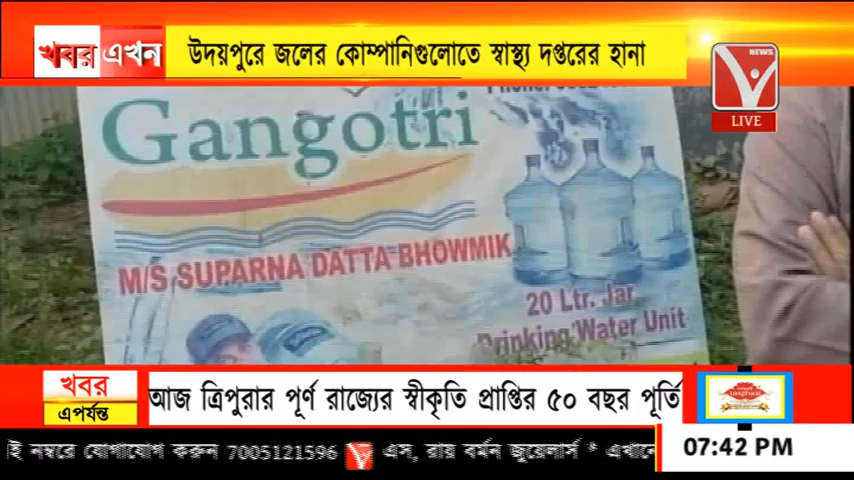 খবর এখন
উদয়পুরে জলের কোম্পানিগুলোতে স্বাস্থ্য দপ্তরের হানা
NEWS
V
LIVE
Gangotri
M/S SUPARNA DATTA BHOWMIK
20 Ltr. Jar
Drinking Water Unit
খবর
এপর্যন্ত
আজ ত্রিপুরার পূর্ণ রাজ্যের স্বীকৃতি প্রাপ্তির ৫০ বছর পূর্তি
ই নম্বরে যোগাযোগ করুন 7005121596 এস, রায় বর্মন জুয়েলার্স * এখানে
07:42 PM